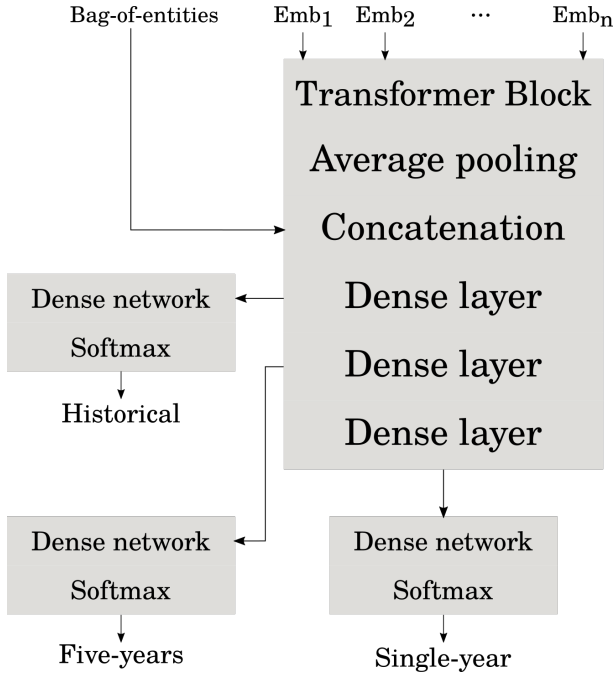 Bag-of-entities Emb1 Emb2 ... Embn
Transformer Block
Average pooling
Concatenation
Dense layer
Dense layer
Dense layer
Dense network
Softmax
Historical
Dense network
Softmax
Five-years
Dense network
Softmax
Single-year